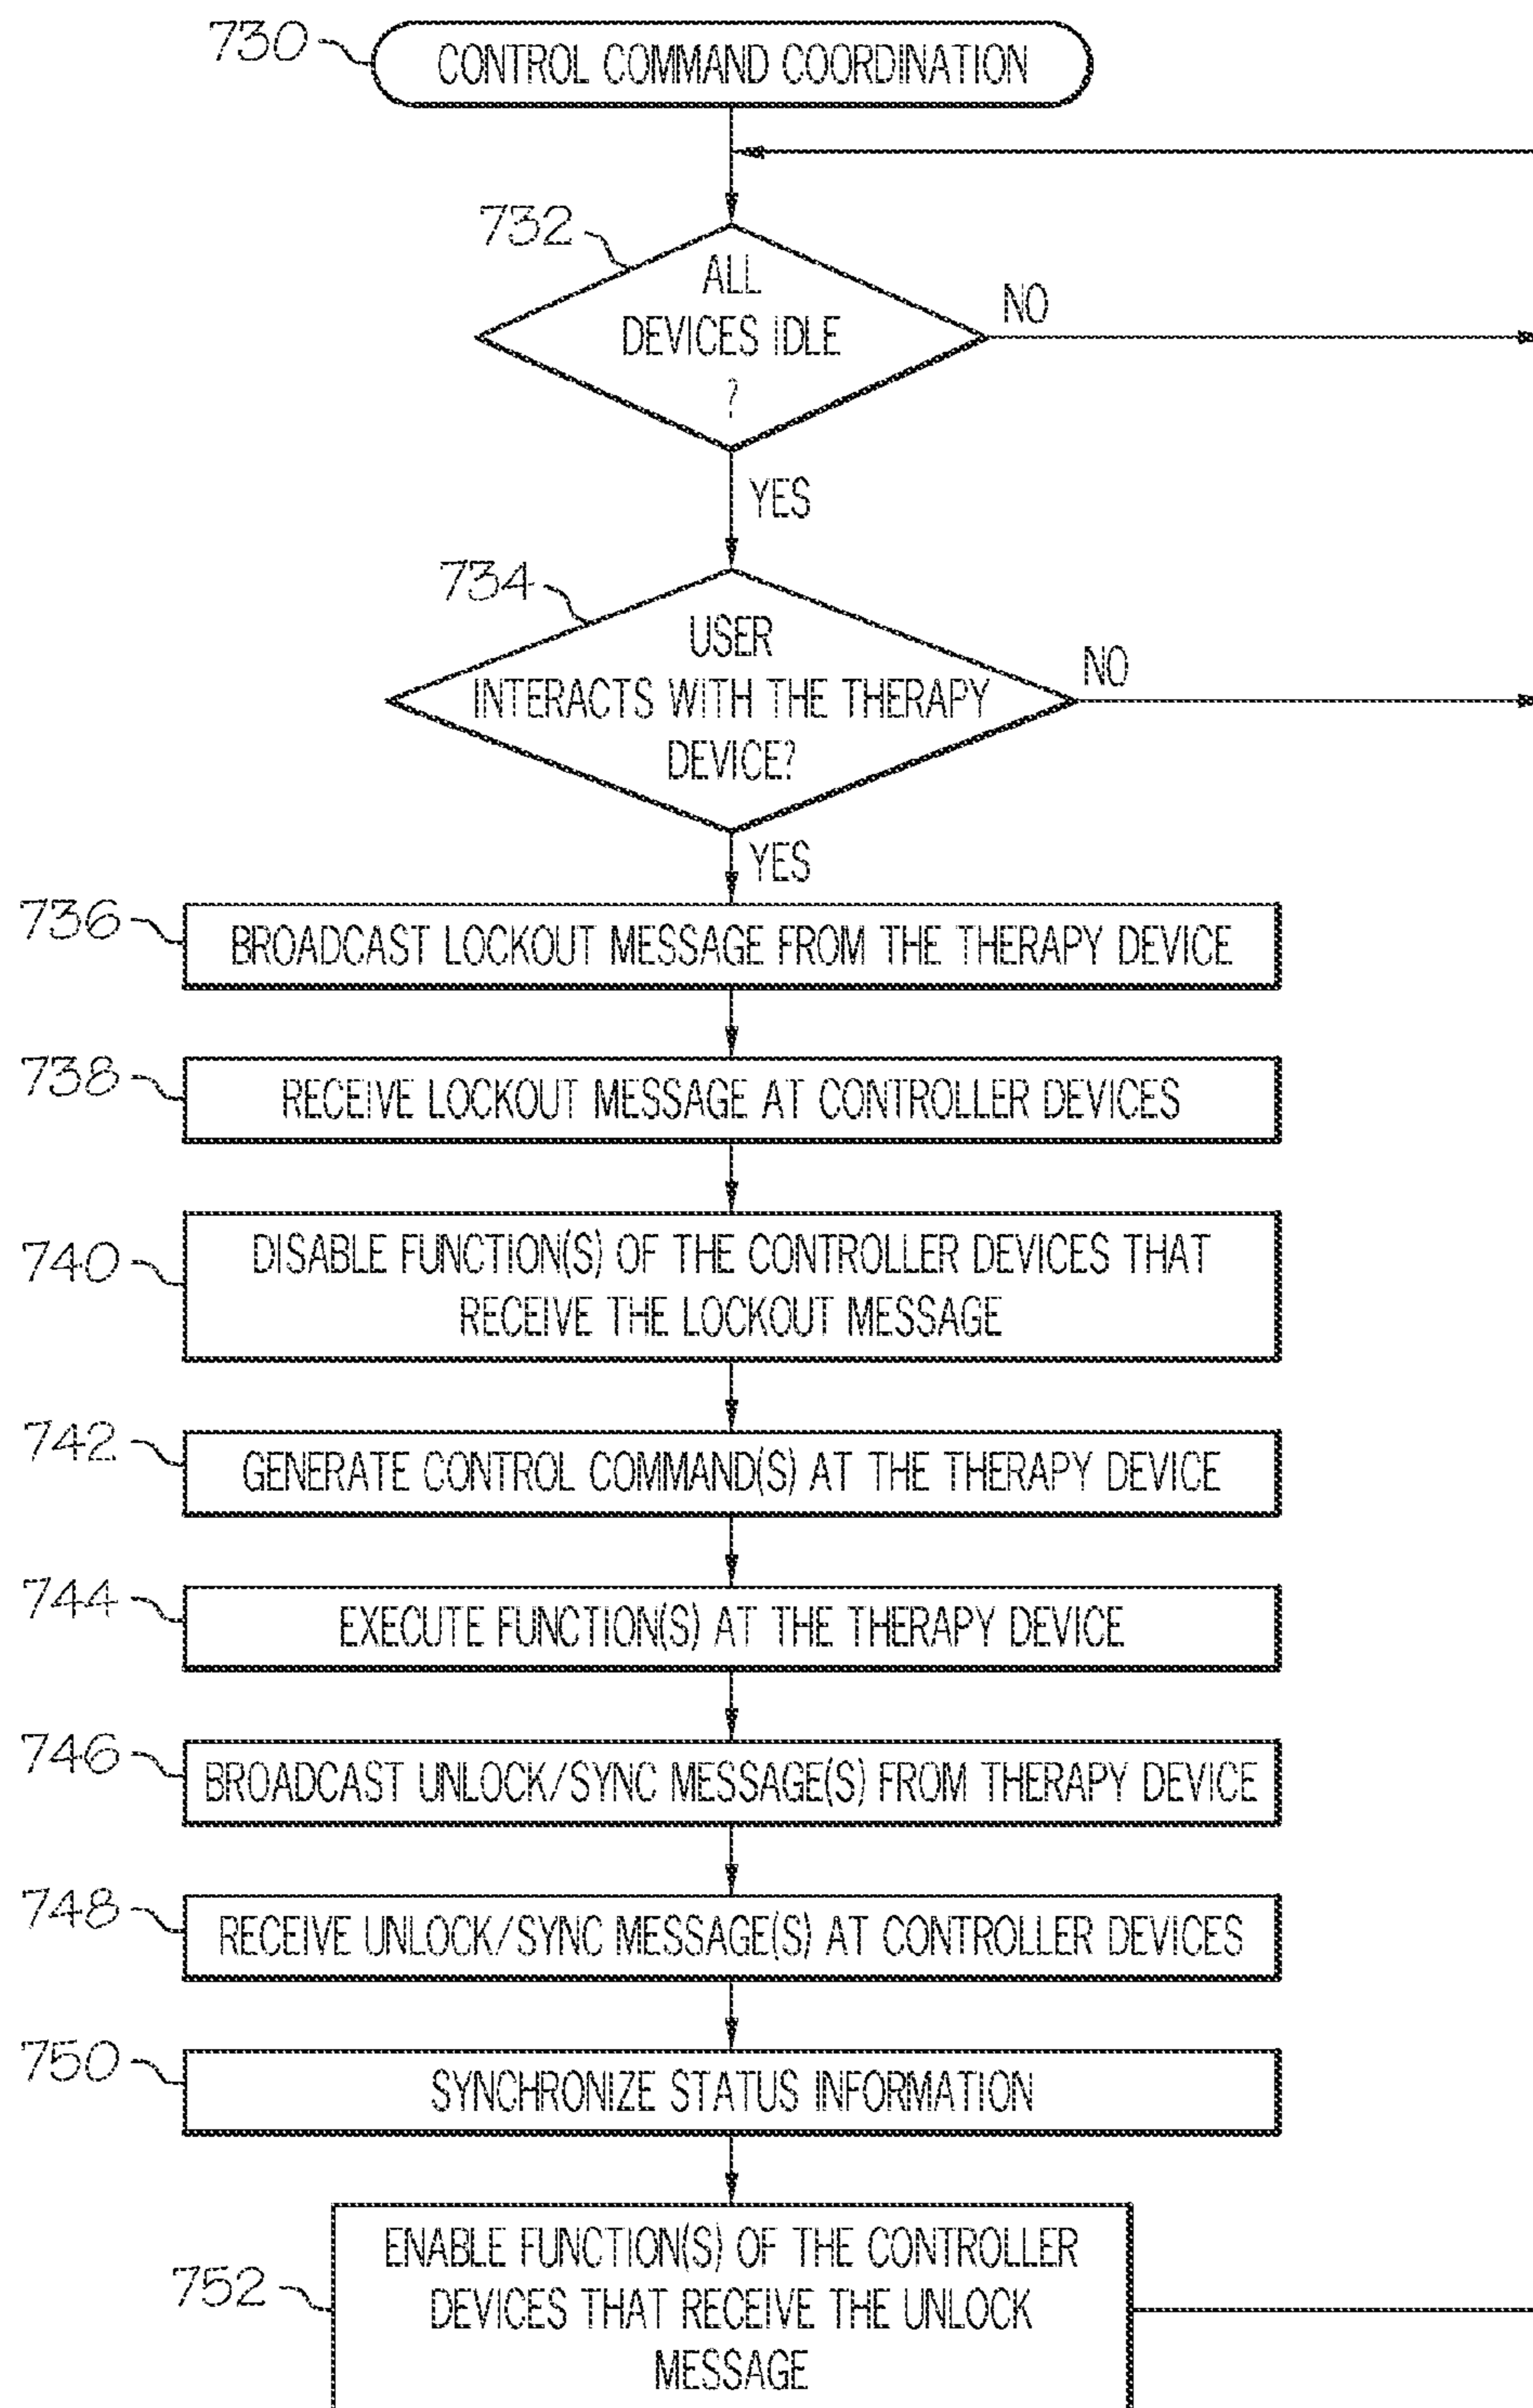 730
CONTROL COMMAND COORDINATION
732
ALL
DEVICES IDLE
?
NO
YES
734
USER
INTERACTS WITH THE THERAPY
DEVICE?
NO
YES
736
BROADCAST LOCKOUT MESSAGE FROM THE THERAPY DEVICE
738
RECEIVE LOCKOUT MESSAGE AT CONTROLLER DEVICES
740
DISABLE FUNCTION(S) OF THE CONTROLLER DEVICES THAT
RECEIVE THE LOCKOUT MESSAGE
742
GENERATE CONTROL COMMAND(S) AT THE THERAPY DEVICE
744
EXECUTE FUNCTION(S) AT THE THERAPY DEVICE
746
BROADCAST UNLOCK/SYNC MESSAGE(S) FROM THERAPY DEVICE
748
RECEIVE UNLOCK/SYNC MESSAGE(S) AT CONTROLLER DEVICES
750
SYNCHRONIZE STATUS INFORMATION
752
ENABLE FUNCTION(S) OF THE CONTROLLER
DEVICES THAT RECEIVE THE UNLOCK
MESSAGE